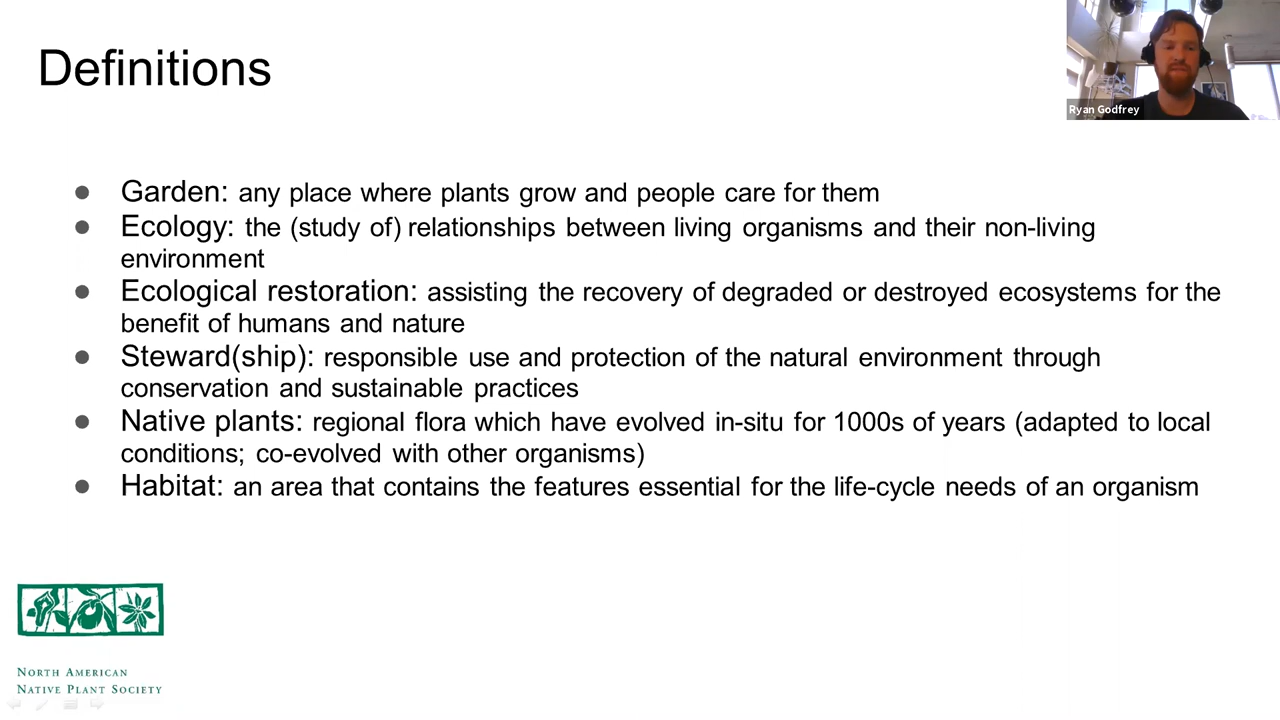 Definitions
Ryan Godfrey
● Garden: any place where plants grow and people care for them
● Ecology: the (study of) relationships between living organisms and their non-living
environment
● Ecological restoration: assisting the recovery of degraded or destroyed ecosystems for the
benefit of humans and nature
● Steward(ship): responsible use and protection of the natural environment through
conservation and sustainable practices
● Native plants: regional flora which have evolved in-situ for 1000s of years (adapted to local
conditions; co-evolved with other organisms)
● Habitat: an area that contains the features essential for the life-cycle needs of an organism
North American
Native Plant Society